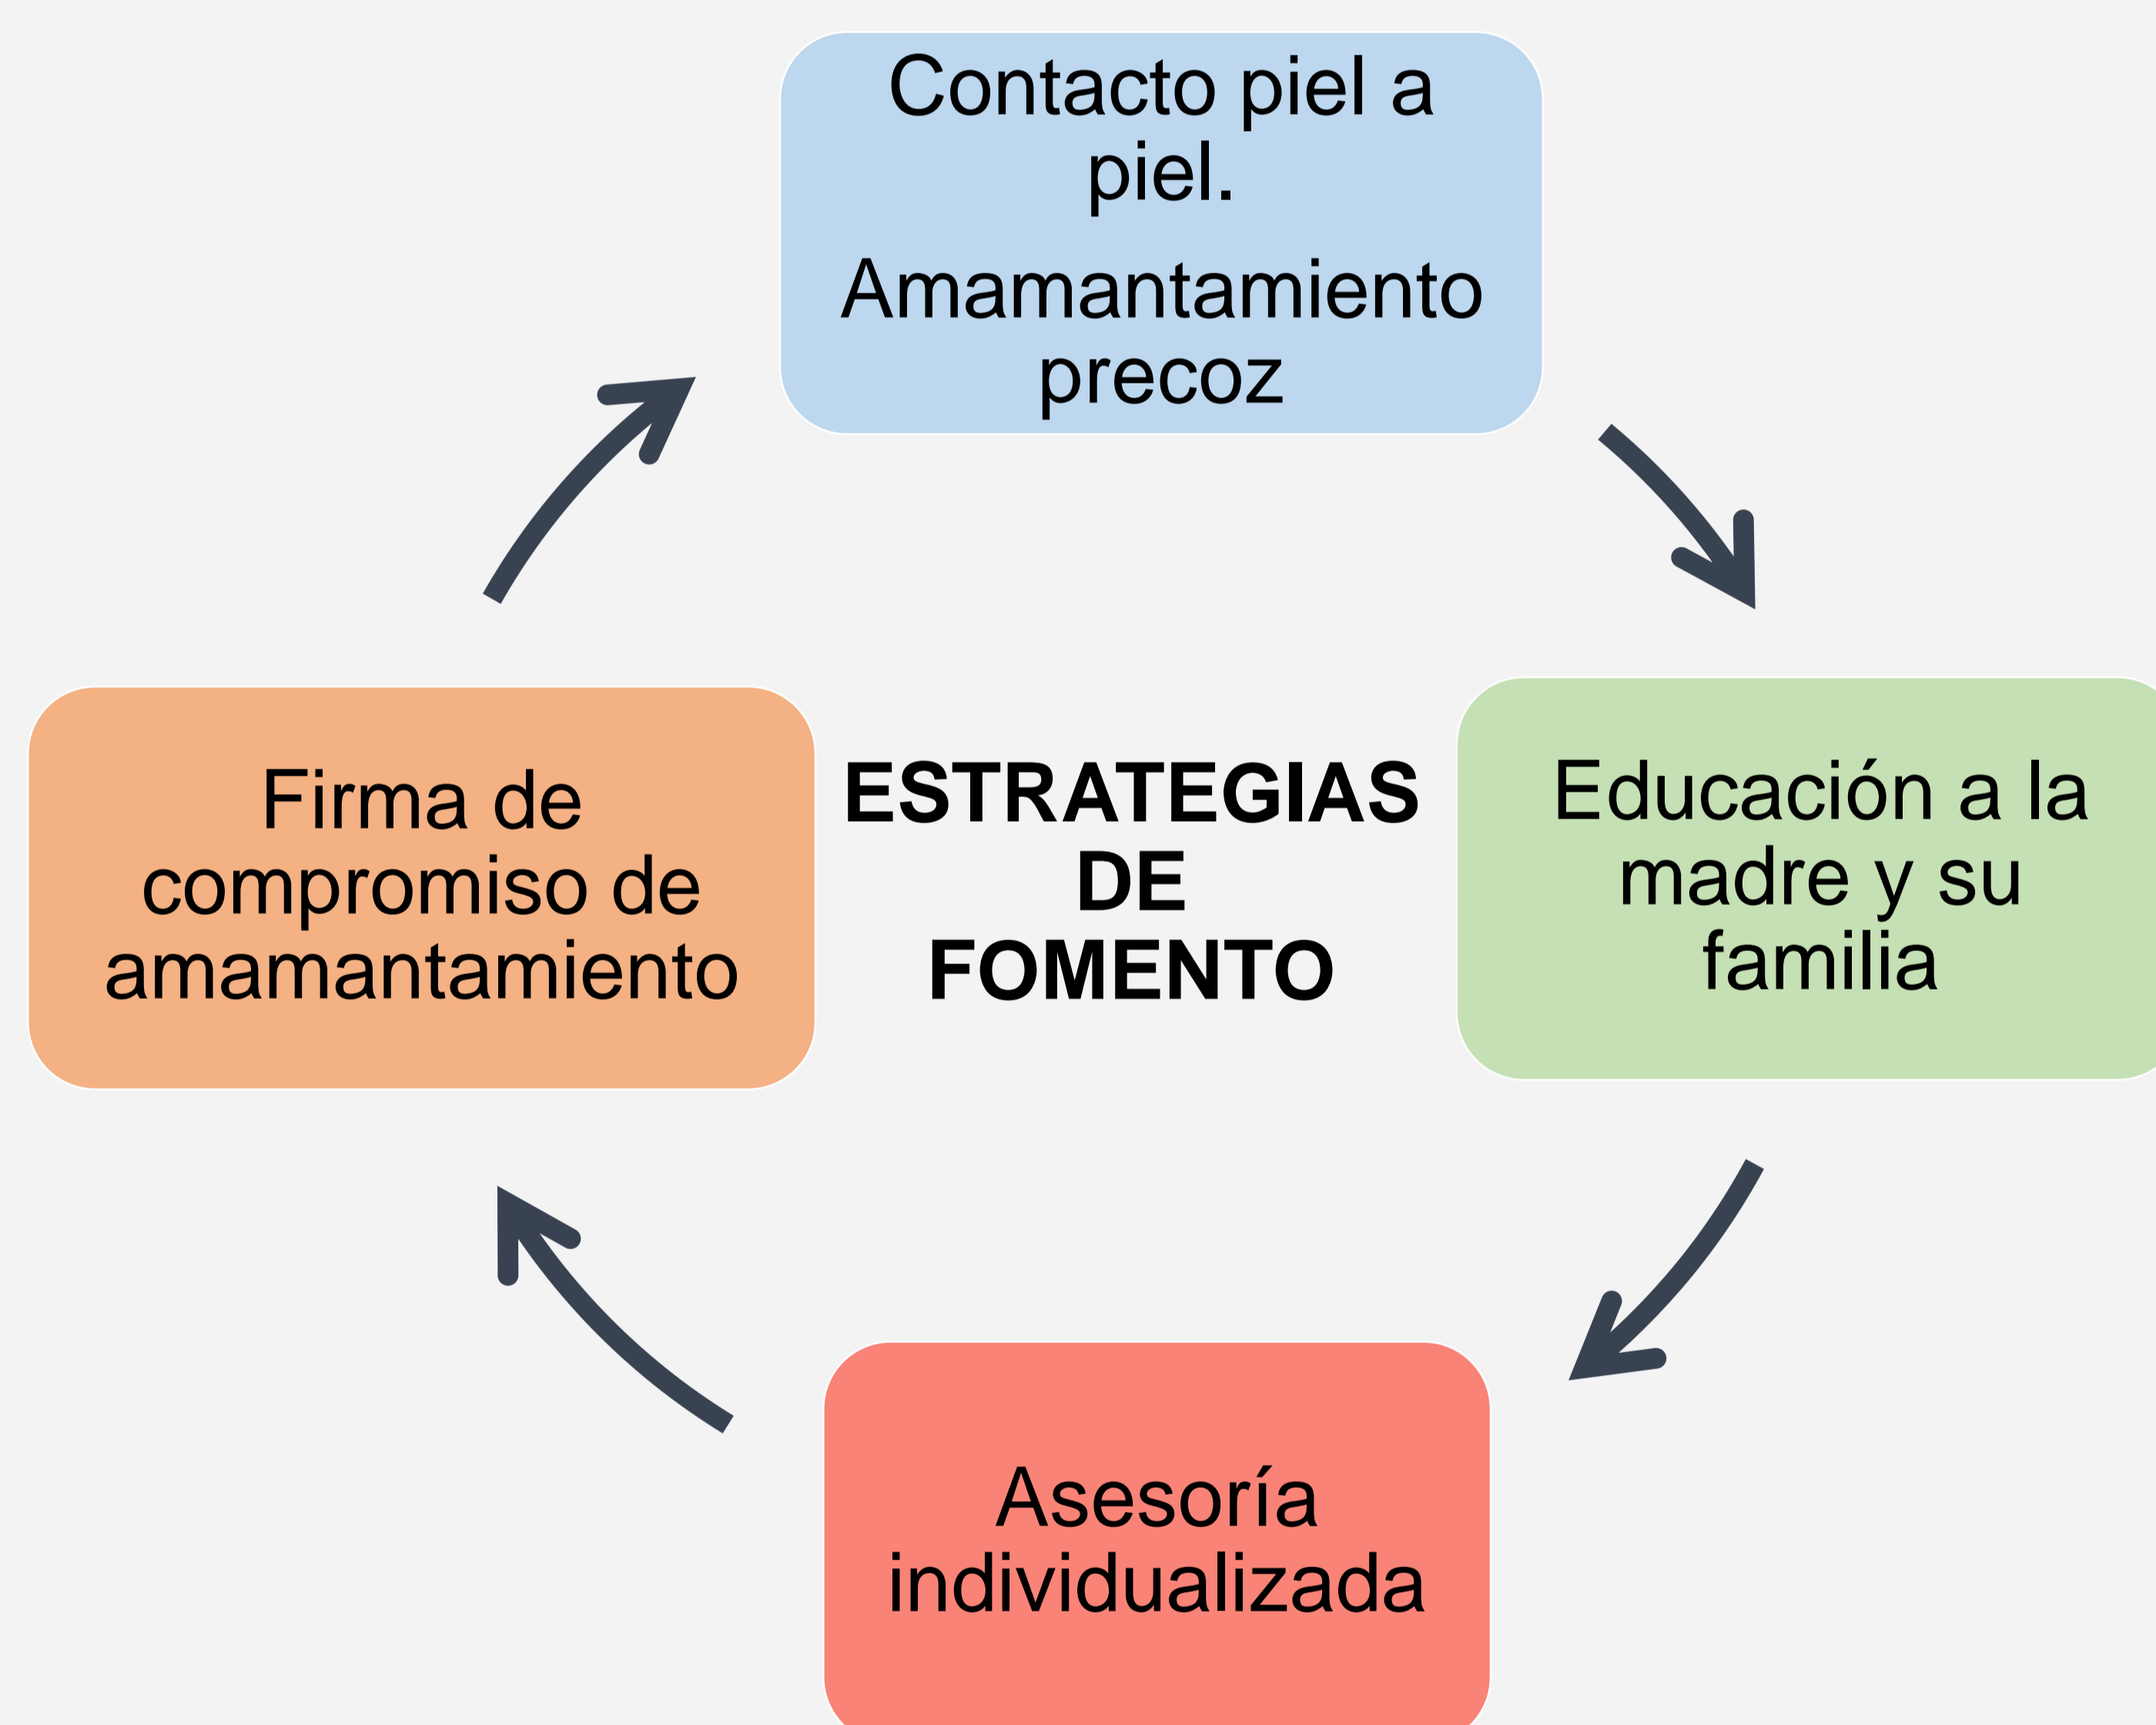 Contacto piel a
piel.
Amamantamiento
precoz
Firma de
compromiso de
amamantamiento
ESTRATEGIAS
DE
FOMENTO
Educación a la
madre y su
familia
Asesoría
individualizada